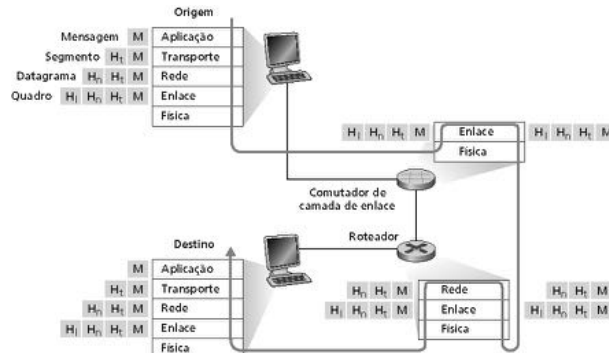 Origem
Mensagem M Aplicação
Segmento Ht M Transporte
Datagrama Hn Ht M Rede
Quadro Hl Hn Ht M Enlace
Física
Hl Hn Ht M Enlace Hl Hn Ht M
Física
Comutador de
camada de enlace
Roteador
Destino
M Aplicação
Ht M Transporte
Hn Ht M Rede
Hl Hn Ht M Enlace
Física
Hn Ht M Rede Hn Ht M
Hl Hn Ht M Enlace Hl Hn Ht M
Física